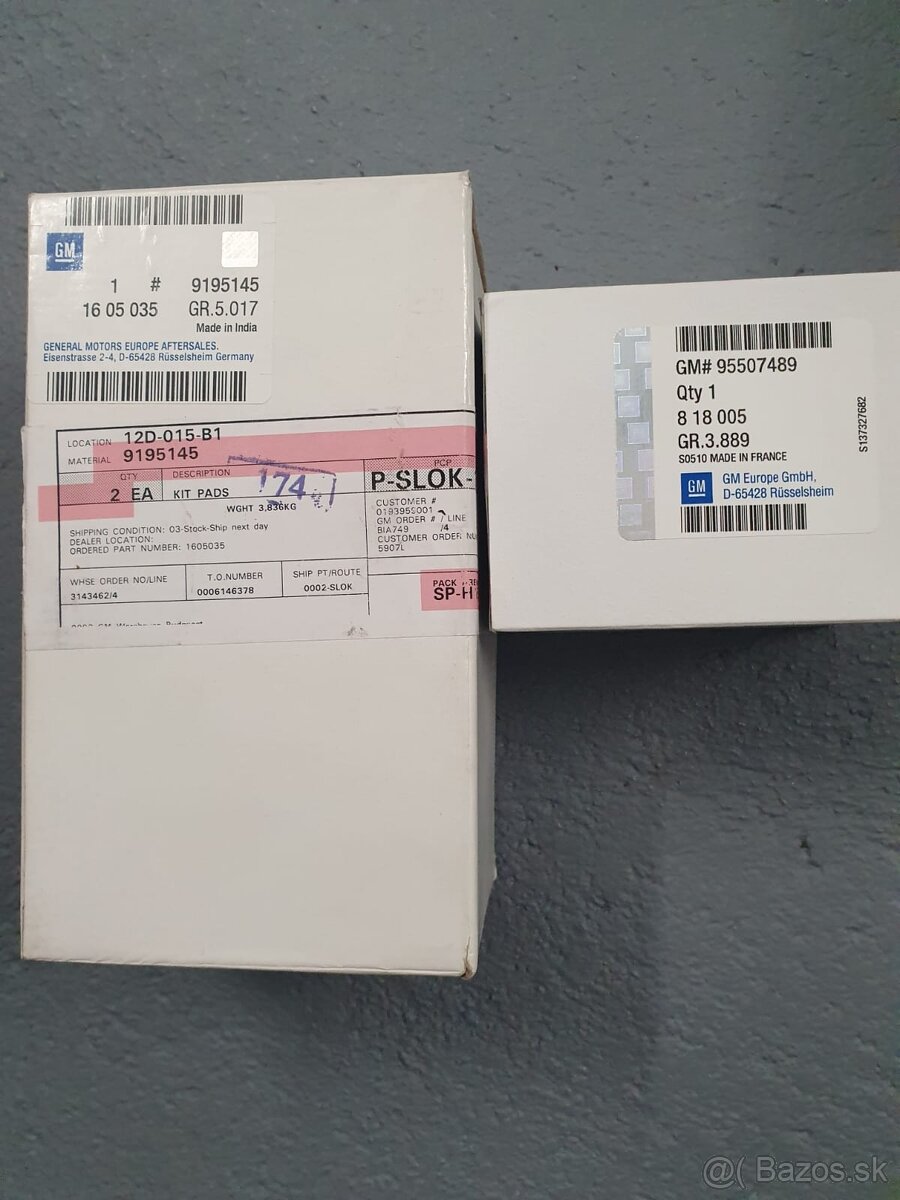 GM
1 # 9195145
16 05 035 GR.5.017
Made in India
GENERAL MOTORS EUROPE AFTERSALES.
Eisenstrasse 2-4, D-65428 Rüsselsheim Germany
LOCATION 12D-015-B1
MATERIAL 9195145
QTY DESCRIPTION PCP
2 EA KIT PADS P-SLOK-
174
WGHT 3.836KG
CUSTOMER #
GM ORDER # / LINE
BIA749 /4
CUSTOMER ORDER
5907L
SHIPPING CONDITION: 03-Stock-Ship next day
DEALER LOCATION:
ORDERED PART NUMBER: 1605035
WHSE ORDER NO/LINE T.O.NUMBER SHIP PT/ROUTE
3143462/4 0006146378 0002-SLOK
PACK
SP-H
GM# 95507489
Qty 1
8 18 005
GR.3.889
S0510 MADE IN FRANCE
GM
GM Europe GmbH,
D-65428 Rüsselsheim
S137327682
@( Bazos.sk